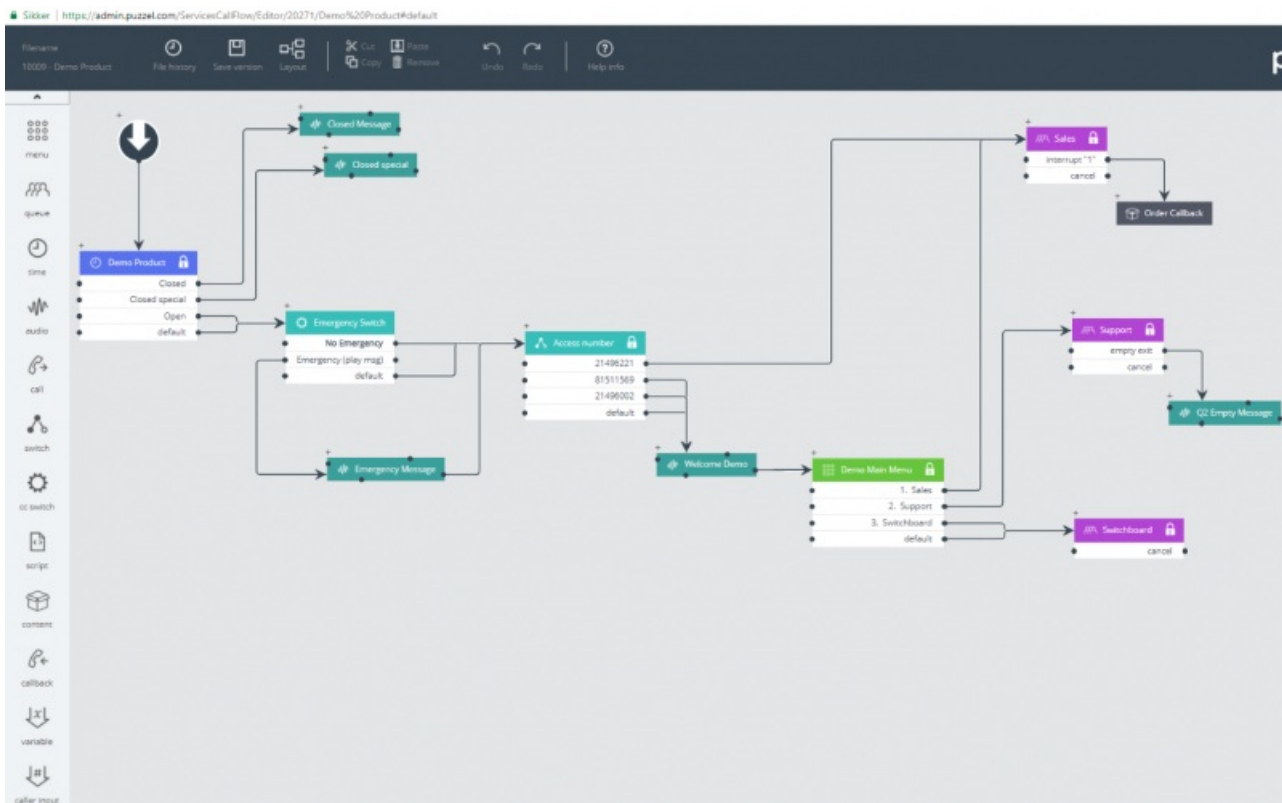 Sikker | https://admin.puzzel.com/ServicesCallFlow/Editor/20271/Demo%20Product#default
Filename
10009 - Demo Product
File history
Save version
Layout
Cut
Copy
Paste
Remove
Undo
Redo
Help info
p
menu
queue
time
audio
call
switch
cc switch
script
content
callback
variable
caller input
Closed Message
Closed special
Demo Product
Closed
Closed special
Open
default
Emergency Switch
No Emergency
Emergency (play msg)
default
Emergency Message
Access number
21496221
81511569
21496002
default
Welcome Demo
Demo Main Menu
1. Sales
2. Support
3. Switchboard
default
Sales
interrupt "1"
cancel
Order Callback
Support
empty exit
cancel
Q2 Empty Message
Switchboard
cancel